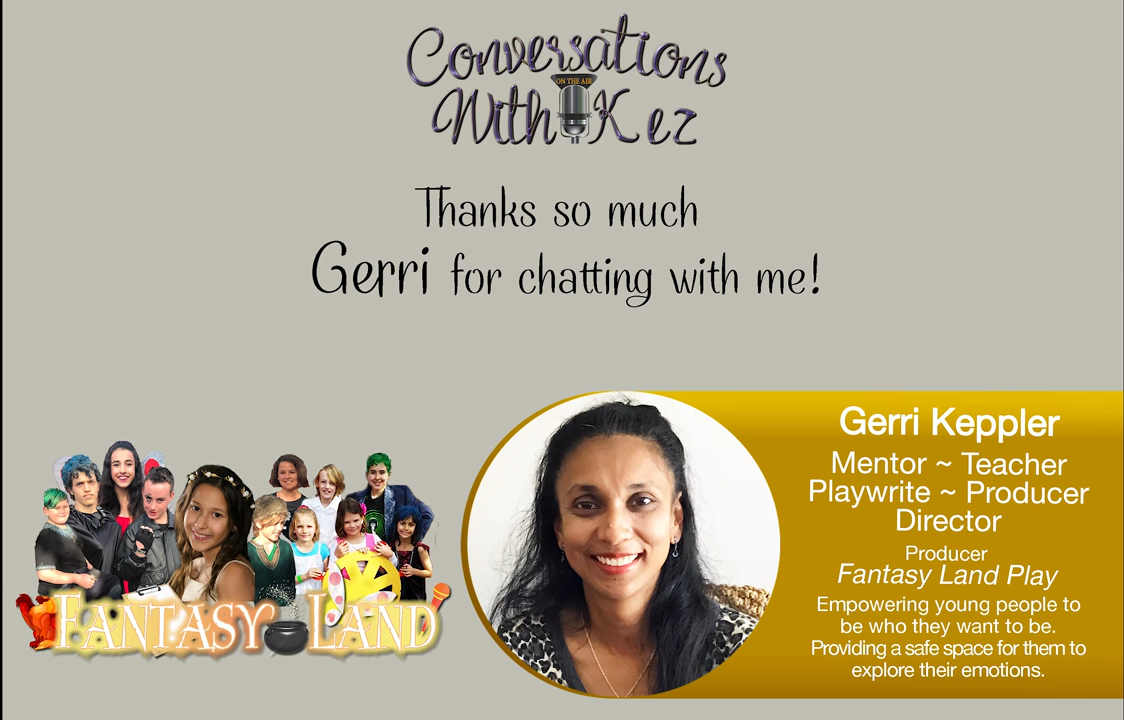 Conversations
ON THE AIR
With Kez
Thanks so much
Gerri for chatting with me!
FANTASY LAND
Gerri Keppler
Mentor ~ Teacher
Playwrite ~ Producer
Director
Producer
Fantasy Land Play
Empowering young people to
be who they want to be.
Providing a safe space for them to
explore their emotions.